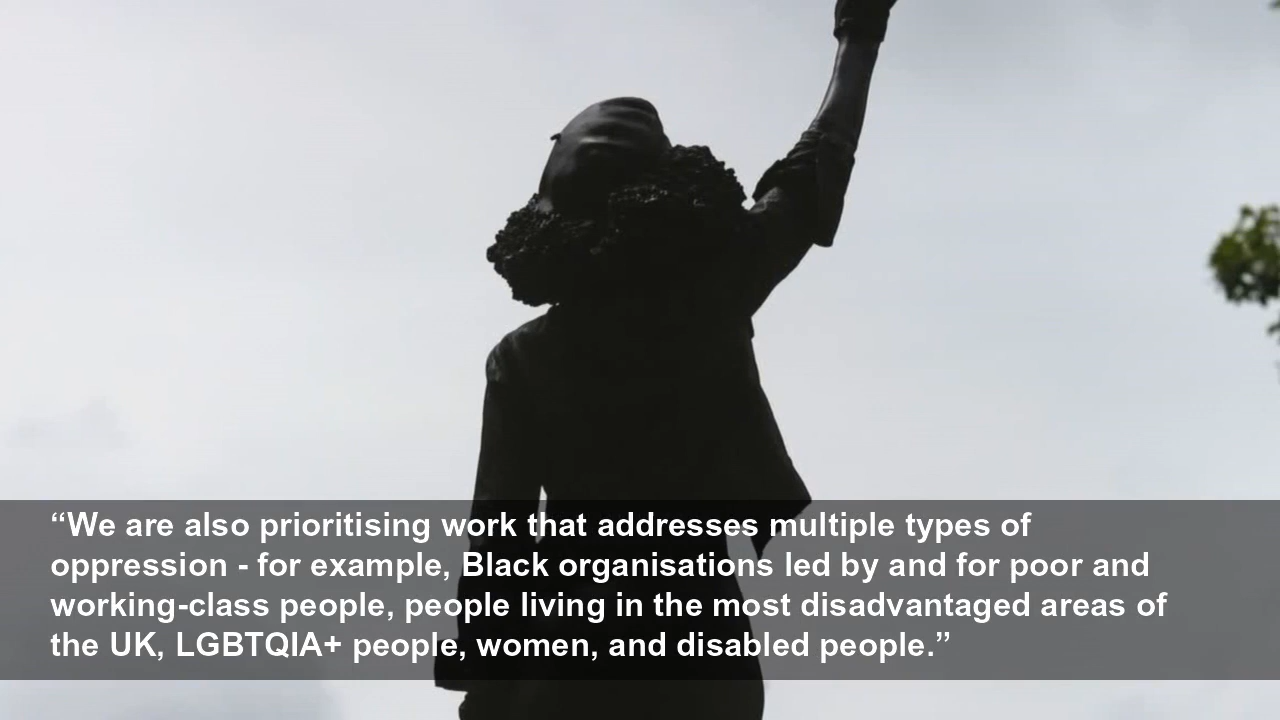 “We are also prioritising work that addresses multiple types of
oppression - for example, Black organisations led by and for poor and
working-class people, people living in the most disadvantaged areas of
the UK, LGBTQIA+ people, women, and disabled people.”